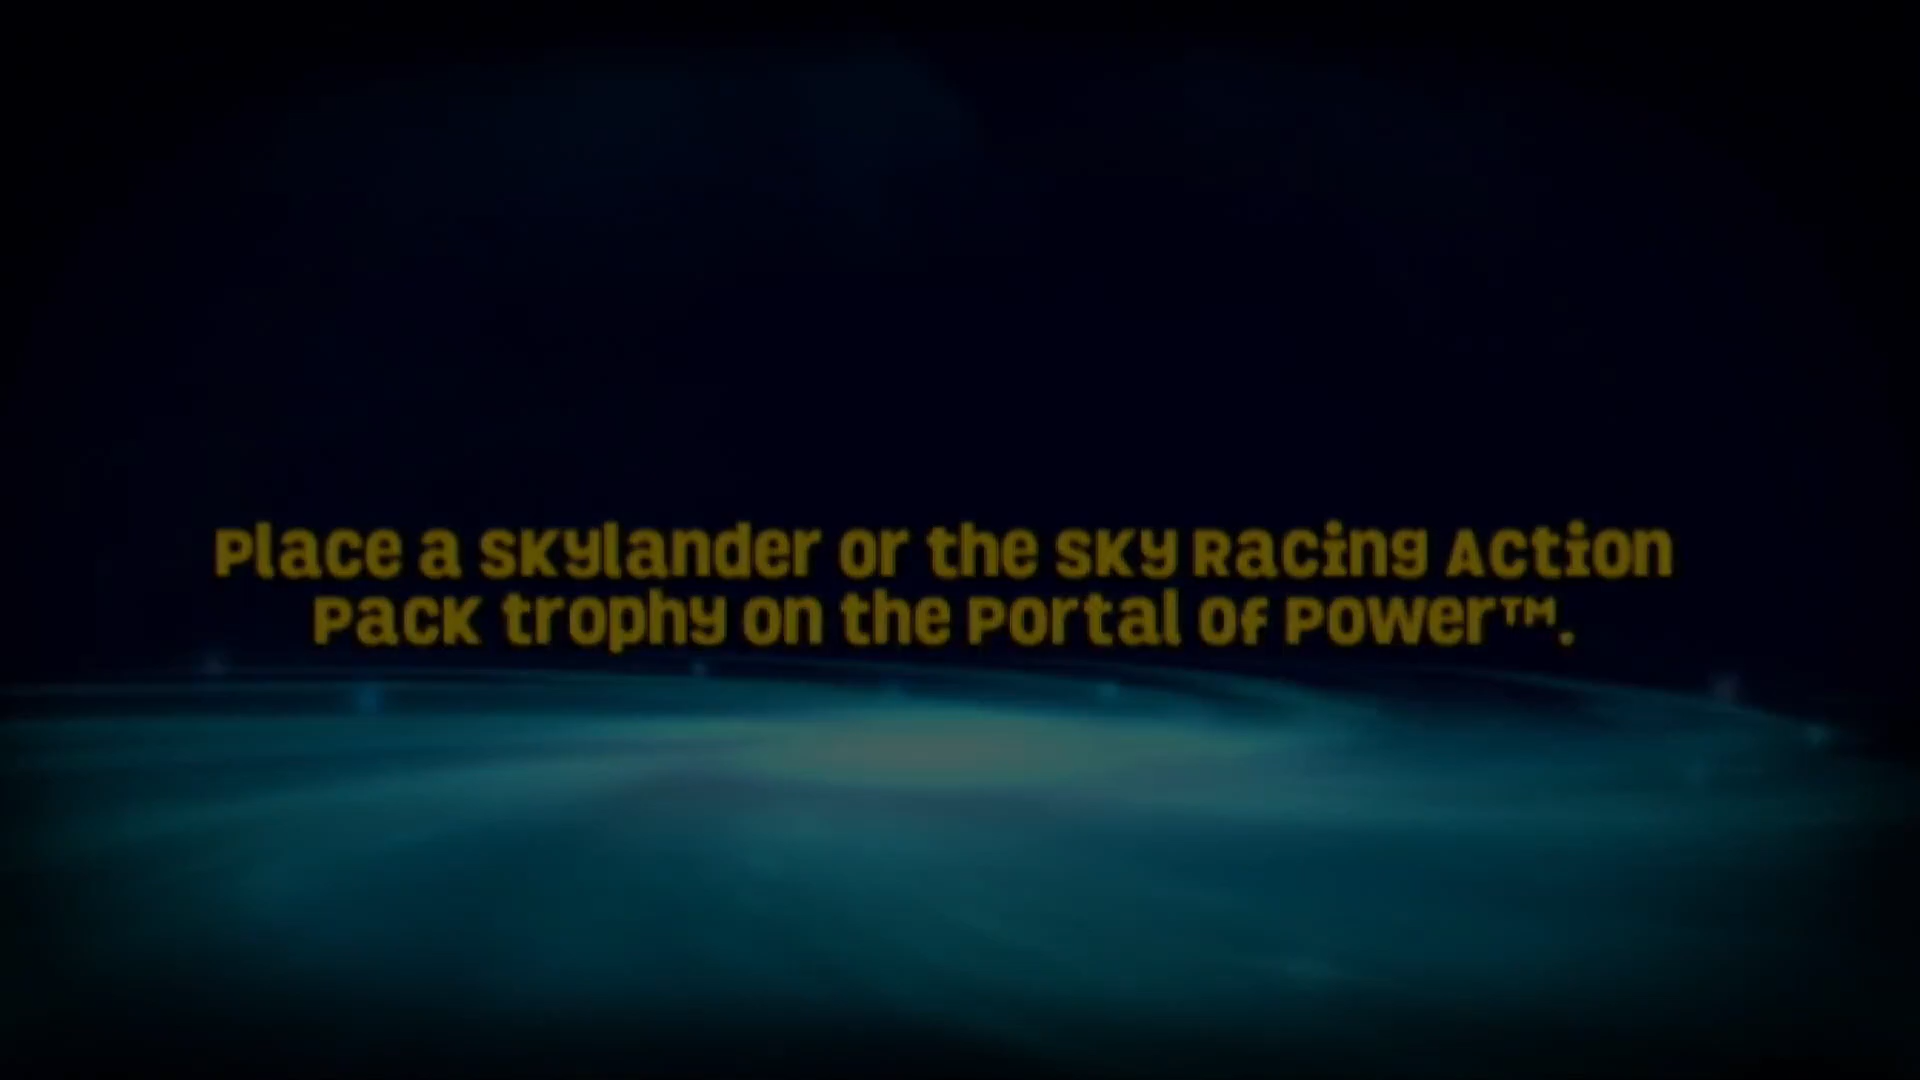 Place a Skylander or the Sky Racing Action
Pack trophy on the Portal of Power™.